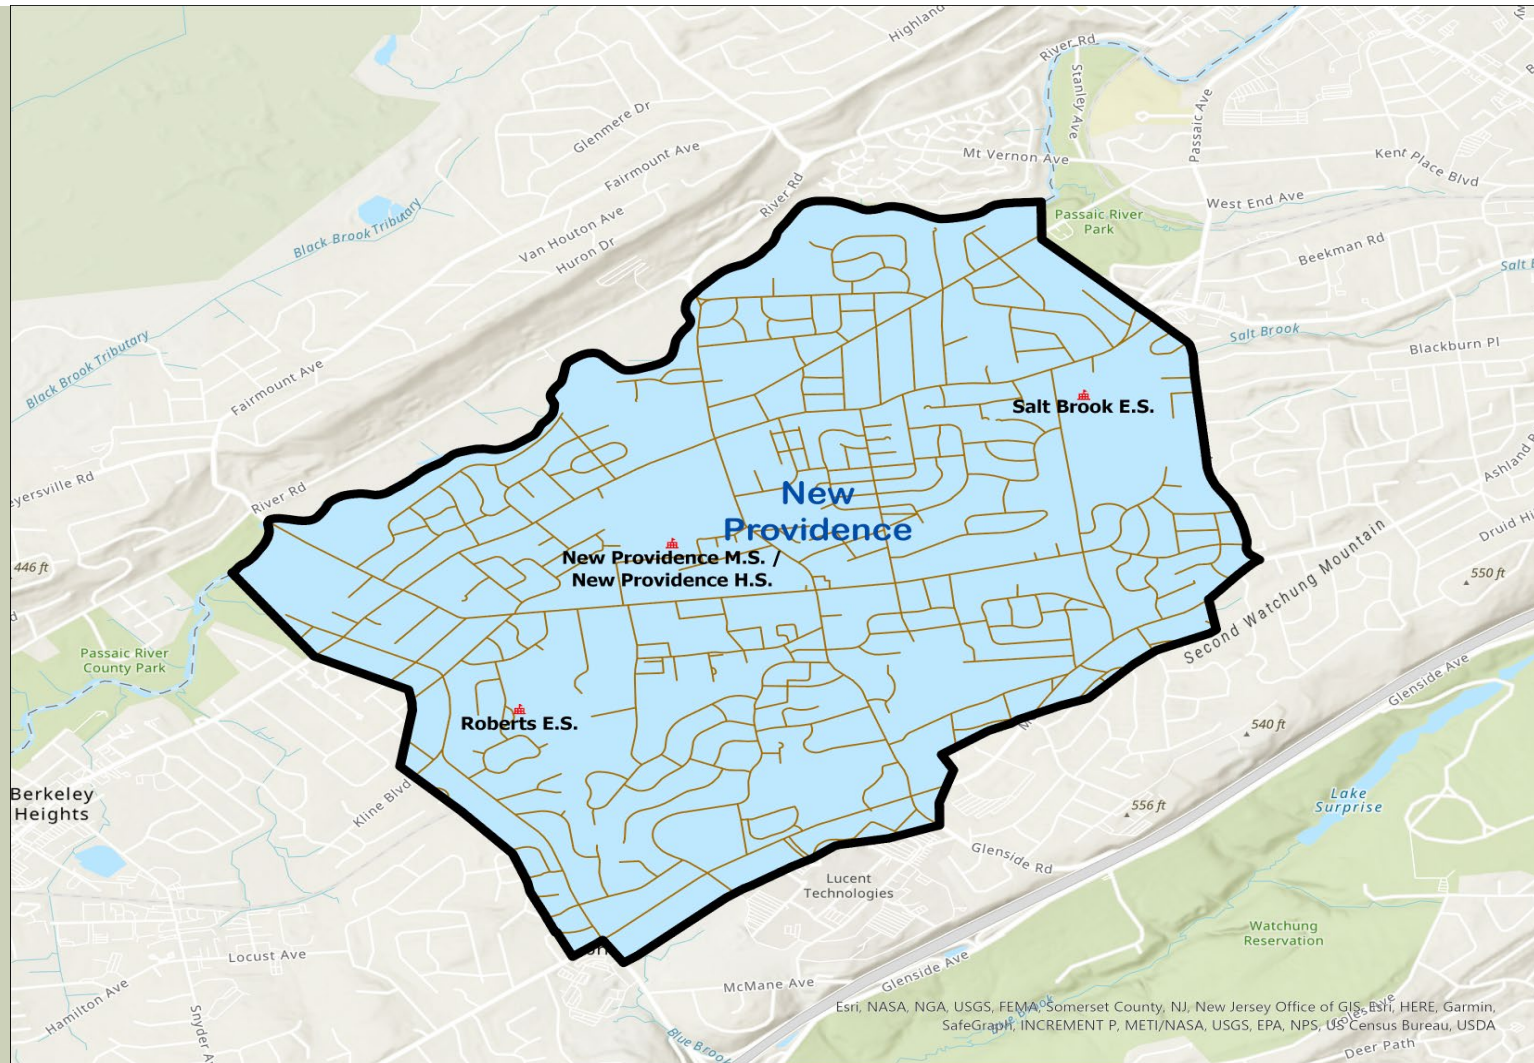 Highland
River Rd
Stanley Ave
Passaic Ave
Glenmere Dr
Fairmount Ave
Mt Vernon Ave
Kent Place Blvd
River Rd
West End Ave
Black Brook Tributary
Van Houton Ave
Huron Dr
Passaic River
Park
Beekman Rd
Salt
Salt Brook
Blackburn Pl
Black Brook Tributary
Fairmount Ave
Salt Brook E.S.
eyersville Rd
River Rd
New
Providence
Ashland
Druid
446 ft
New Providence M.S. /
New Providence H.S.
550 ft
Second Watchung Mountain
Passaic River
County Park
Glenside Ave
Roberts E.S.
540 ft
Berkeley
Heights
Kline Blvd
Lake
Surprise
556 ft
Glenside Rd
Lucent
Technologies
Watchung
Reservation
Locust Ave
McMane Ave
Glenside Ave
Hamilton Ave
Snyder
Blue Brook
Blue Brook
Esri, NASA, NGA, USGS, FEMA, Somerset County, NJ, New Jersey Office of GIS, Esri, HERE, Garmin,
SafeGraph, INCREMENT P, METI/NASA, USGS, EPA, NPS, US Census Bureau, USDA
Deer Path